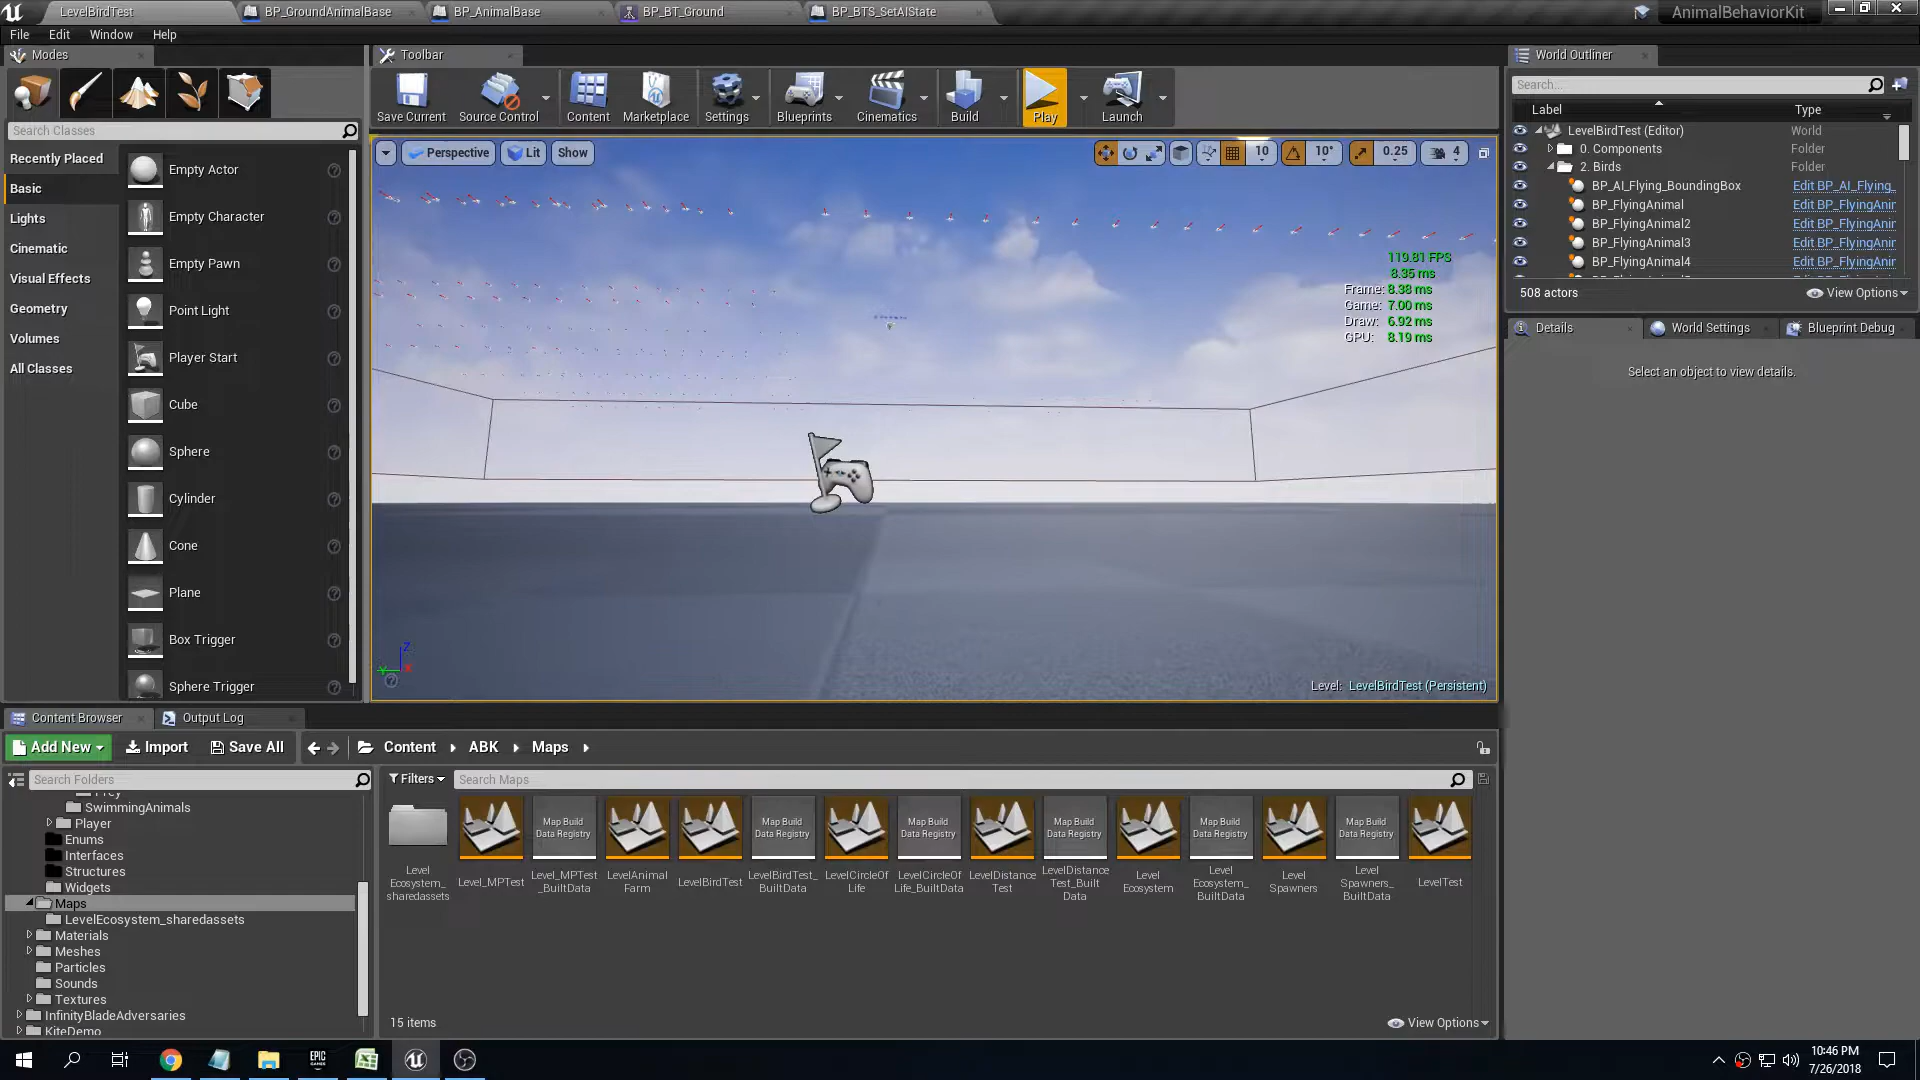 LevelBirdTest
BP_GroundAnimalBase
BP_AnimalBase
BP_BT_Ground
BP_BTS_SetAIState
AnimalBehaviorKit
File Edit Window Help
Modes
Search Classes
Recently Placed
Basic
Lights
Cinematic
Visual Effects
Geometry
Volumes
All Classes
Empty Actor
Empty Character
Empty Pawn
Point Light
Player Start
Cube
Sphere
Cylinder
Cone
Plane
Box Trigger
Sphere Trigger
Toolbar
Save Current
Source Control
Content
Marketplace
Settings
Blueprints
Cinematics
Build
Play
Launch
Perspective
Lit
Show
10
10°
0.25
4
119.81 FPS
8.35 ms
Frame: 8.38 ms
Game: 7.00 ms
Draw: 6.92 ms
GPU: 8.19 ms
Z
Level: LevelBirdTest (Persistent)
World Outliner
Search...
Label Type
LevelBirdTest (Editor) World
0. Components Folder
2. Birds Folder
BP_AI_Flying_BoundingBox Edit BP_AI_Flying_
BP_FlyingAnimal Edit BP_FlyingAnir
BP_FlyingAnimal2 Edit BP_FlyingAnir
BP_FlyingAnimal3 Edit BP_FlyingAnir
BP_FlyingAnimal4 Edit BP_FlyingAnir
508 actors
View Options
Details
World Settings
Blueprint Debug
Select an object to view details.
Content Browser
Output Log
Add New
Import
Save All
Content
ABK
Maps
Search Folders
SwimmingAnimals
Player
Enums
Interfaces
Structures
Widgets
Maps
LevelEcosystem_sharedassets
Materials
Meshes
Particles
Sounds
Textures
InfinityBladeAdversaries
KiteDemo
Filters
Search Maps
Map Build
Data Registry
Map Build
Data Registry
Map Build
Data Registry
Map Build
Data Registry
Map Build
Data Registry
Map Build
Data Registry
Level
Ecosystem_
sharedassets
Level_MPTest
Level_MPTest
_BuiltData
LevelAnimal
Farm
LevelBirdTest
LevelBirdTest_
BuiltData
LevelCircleOf
Life
LevelCircleO
fLife_BuiltData
LevelDistance
Test
LevelDistance
Test_Built
Data
Level
Ecosystem
Level
Ecosystem_
BuiltData
Level
Spawners
Level
Spawners_
BuiltData
LevelTest
15 items
View Options
EPIC
GAMES
10:46 PM
7/26/2018